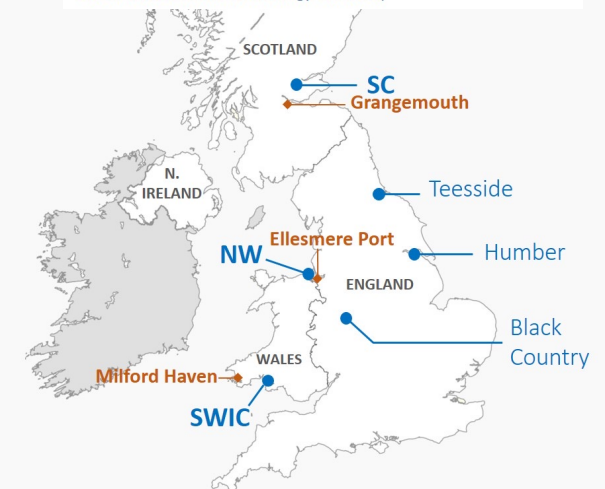 SCOTLAND
SC
Grangemouth
N.
IRELAND
Teesside
Ellesmere Port
NW
Humber
ENGLAND
Black
Country
WALES
Milford Haven
SWIC